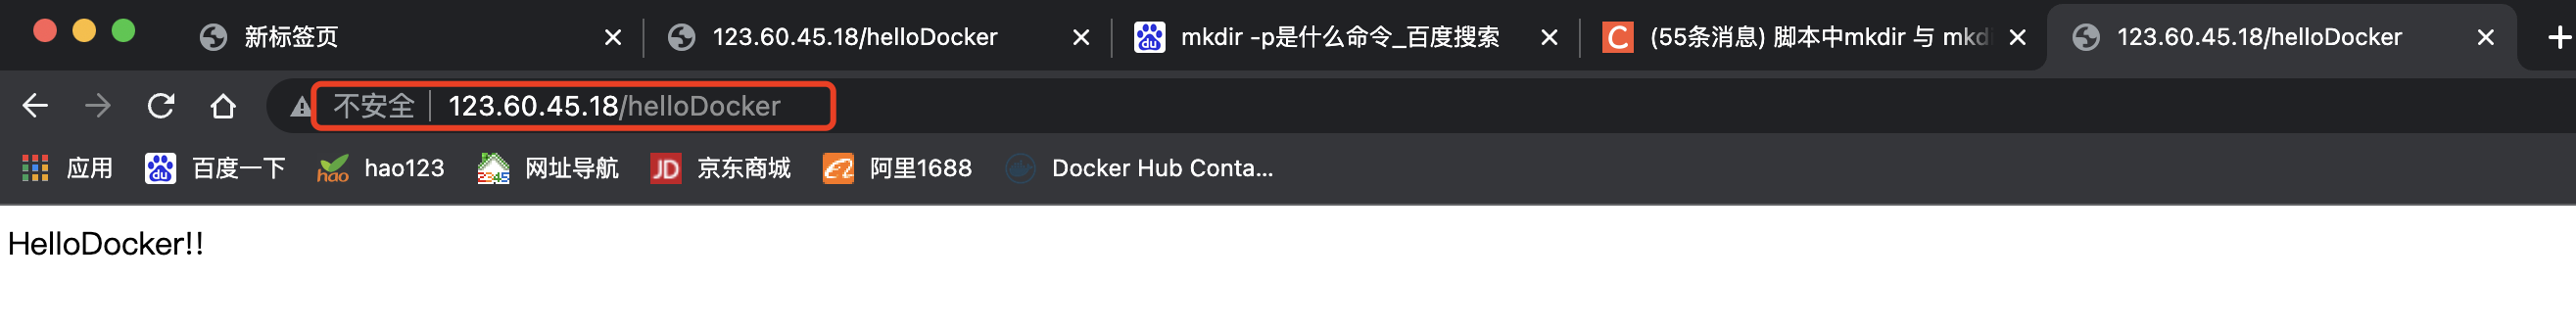 新标签页
123.60.45.18/helloDocker
mkdir -p是什么命令_百度搜索
(55条消息) 脚本中mkdir 与 mkd
123.60.45.18/helloDocker
不安全 123.60.45.18/helloDocker
应用 百度一下 hao123 网址导航 京东商城 阿里1688 Docker Hub Conta...
HelloDocker!!